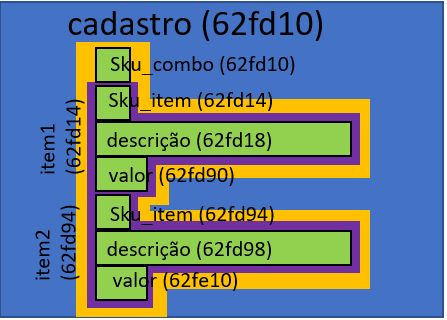 cadastro (62fd10)
Sku_combo (62fd10)
item1
(62fd14)
Sku_item (62fd14)
descrição (62fd18)
valor (62fd90)
item2
(62fd94)
Sku_item (62fd94)
descrição (62fd98)
valor (62fe10)